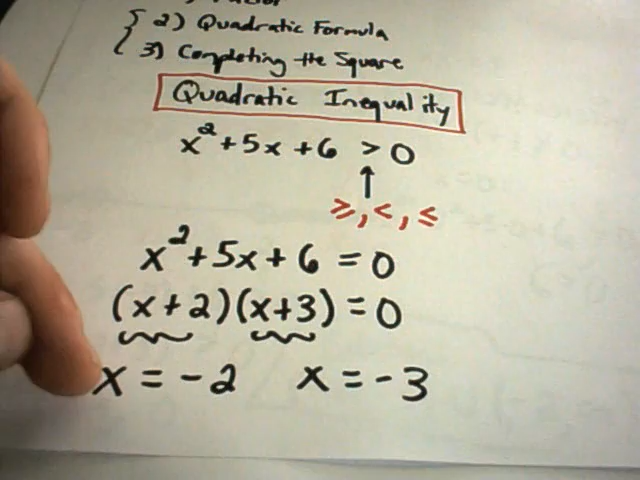 2) Quadratic Formula
3) Completing the Square
Quadratic Inequality
x² + 5x + 6 > 0
≥, <, ≤
x² + 5x + 6 = 0
(x + 2)(x + 3) = 0
x = -2 x = -3